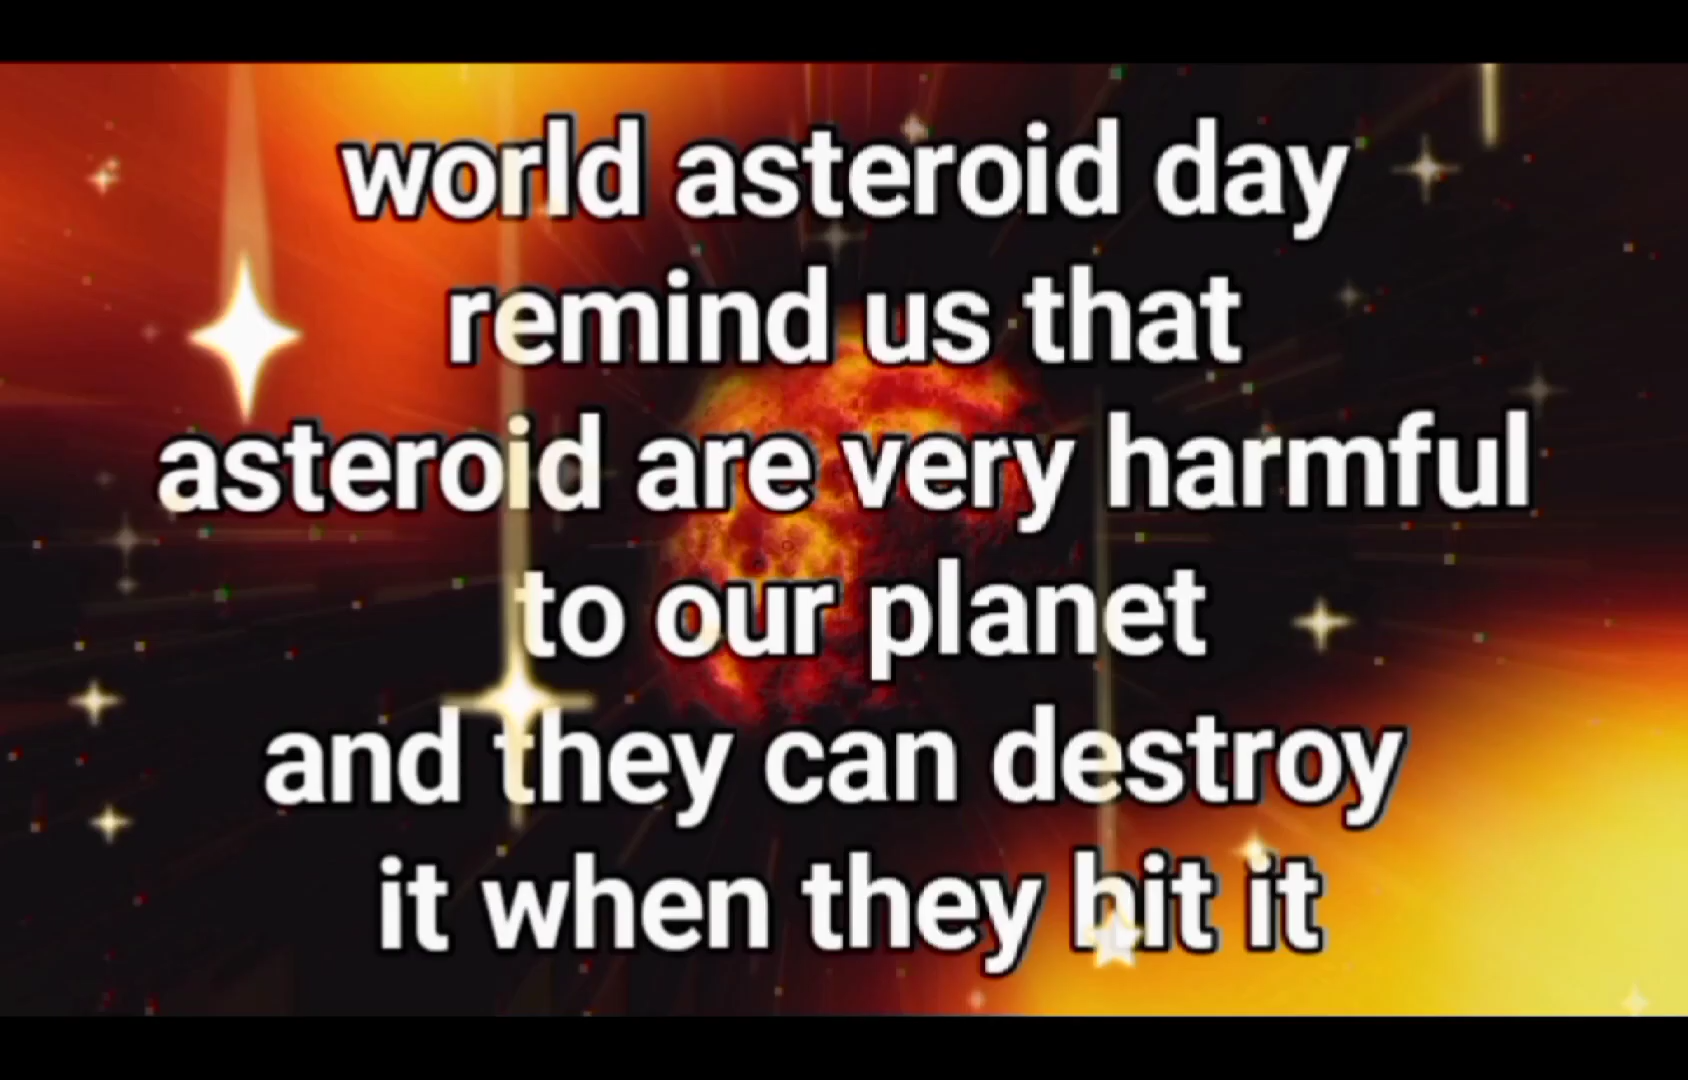 world asteroid day
remind us that
asteroid are very harmful
to our planet
and they can destroy
it when they hit it